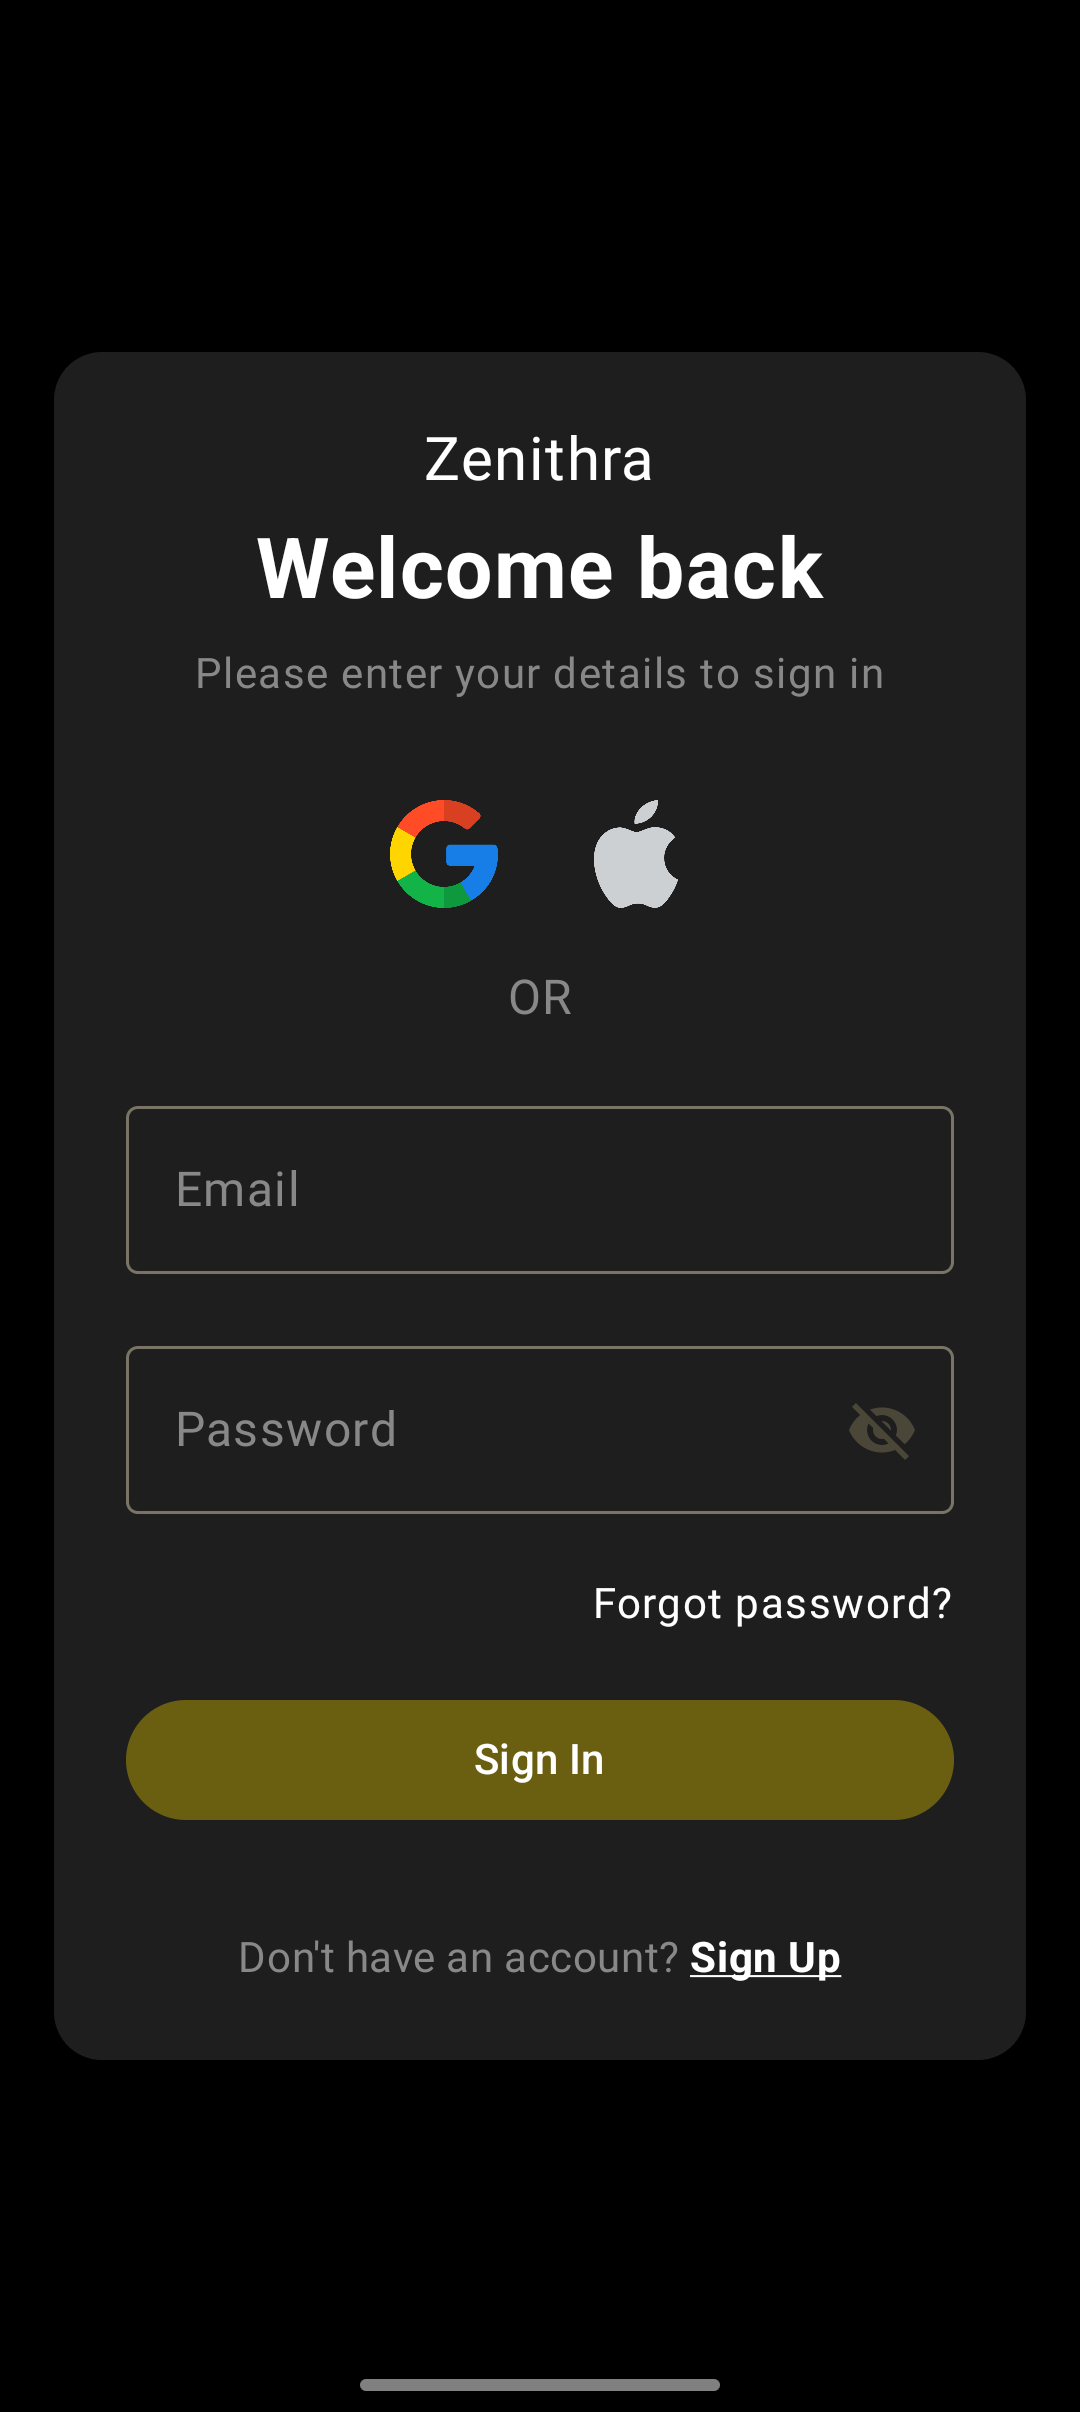 Zenithra
Welcome back
Please enter your details to sign in
OR
Email
Password
Forgot password?
Sign In
Don't have an account? Sign Up